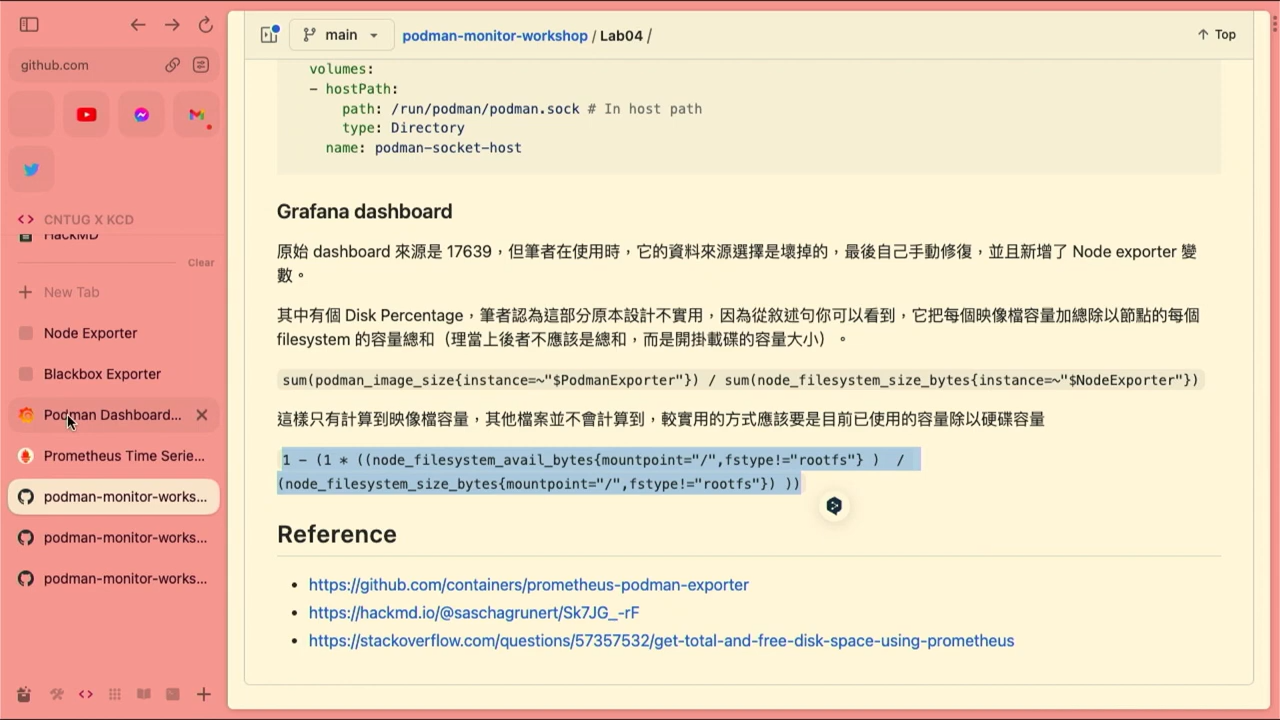 github.com
CNTUG X KCD
HackMD
Clear
New Tab
Node Exporter
Blackbox Exporter
Podman Dashboard...
Prometheus Time Serie...
podman-monitor-works...
podman-monitor-works...
podman-monitor-works...
main
podman-monitor-workshop / Lab04 /
Top
volumes:
- hostPath:
path: /run/podman/podman.sock # In host path
type: Directory
name: podman-socket-host
Grafana dashboard
原始 dashboard 來源是 17639，但筆者在使用時，它的資料來源選擇是壞掉的，最後自己手動修復，並且新增了 Node exporter 變
數。
其中有個 Disk Percentage，筆者認為這部分原本設計不實用，因為從敘述句你可以看到，它把每個映像檔容量加總除以節點的每個
filesystem 的容量總和（理當上後者不應該是總和，而是開掛載碟的容量大小）。
sum(podman_image_size{instance=~"$PodmanExporter"}) / sum(node_filesystem_size_bytes{instance=~"$NodeExporter"})
這樣只有計算到映像檔容量，其他檔案並不會計算到，較實用的方式應該要是目前已使用的容量除以硬碟容量
1 - (1 * ((node_filesystem_avail_bytes{mountpoint="/",fstype!="rootfs"} ) /
(node_filesystem_size_bytes{mountpoint="/",fstype!="rootfs"}) ))
Reference
https://github.com/containers/prometheus-podman-exporter
https://hackmd.io/@saschagrunert/Sk7JG_-rF
https://stackoverflow.com/questions/57357532/get-total-and-free-disk-space-using-prometheus